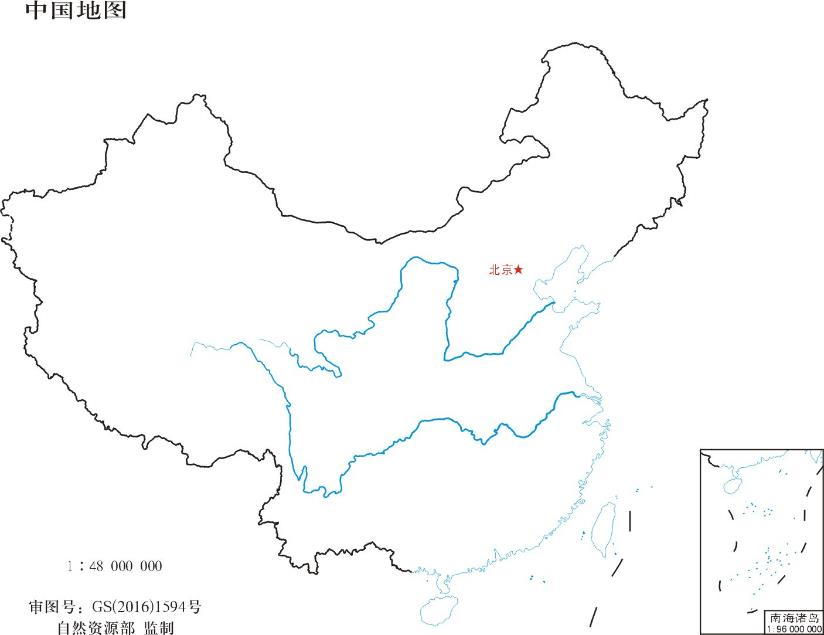 中国地图
北京★
1：48 000 000
审图号：GS(2016)1594号
自然资源部 监制
南海诸岛
1:96 000 000